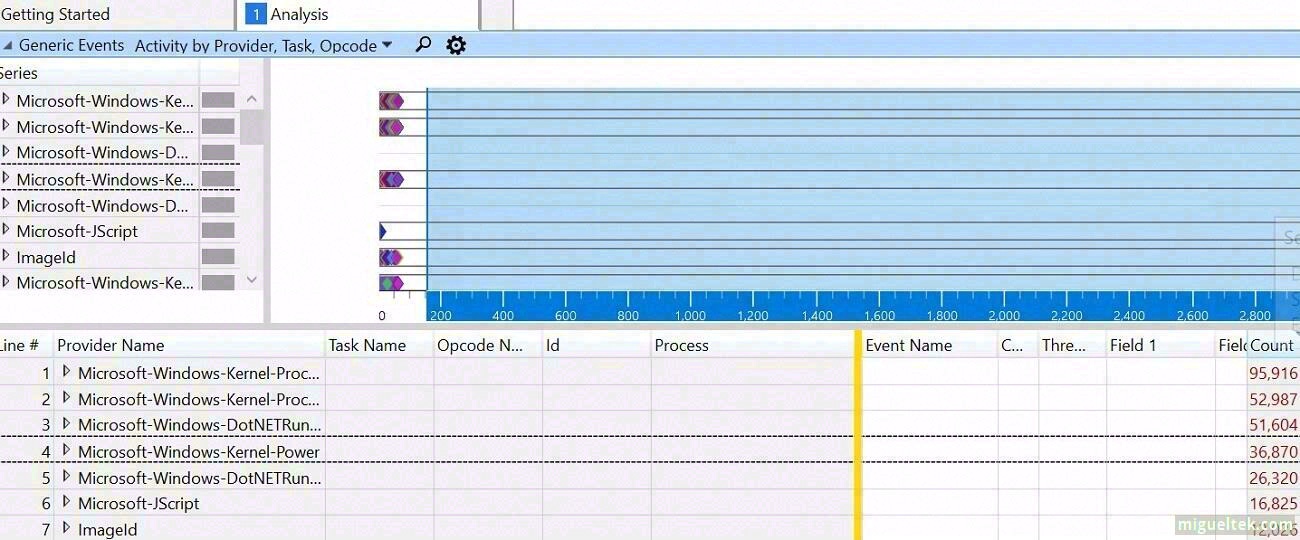 Getting Started
1 Analysis
Generic Events Activity by Provider, Task, Opcode
Series
Microsoft-Windows-Ke...
Microsoft-Windows-Ke...
Microsoft-Windows-D...
Microsoft-Windows-Ke...
Microsoft-Windows-D...
Microsoft-JScript
ImageId
Microsoft-Windows-Ke...
0 200 400 600 800 1,000 1,200 1,400 1,600 1,800 2,000 2,200 2,400 2,600 2,800
Line # Provider Name Task Name Opcode N... Id Process Event Name C... Thre... Field 1 Field Count
1 Microsoft-Windows-Kernel-Proc... 95,916
2 Microsoft-Windows-Kernel-Proc... 52,987
3 Microsoft-Windows-DotNETRun... 51,604
4 Microsoft-Windows-Kernel-Power 36,870
5 Microsoft-Windows-DotNETRun... 26,320
6 Microsoft-JScript 16,825
7 ImageId 12,026
migueltek.com